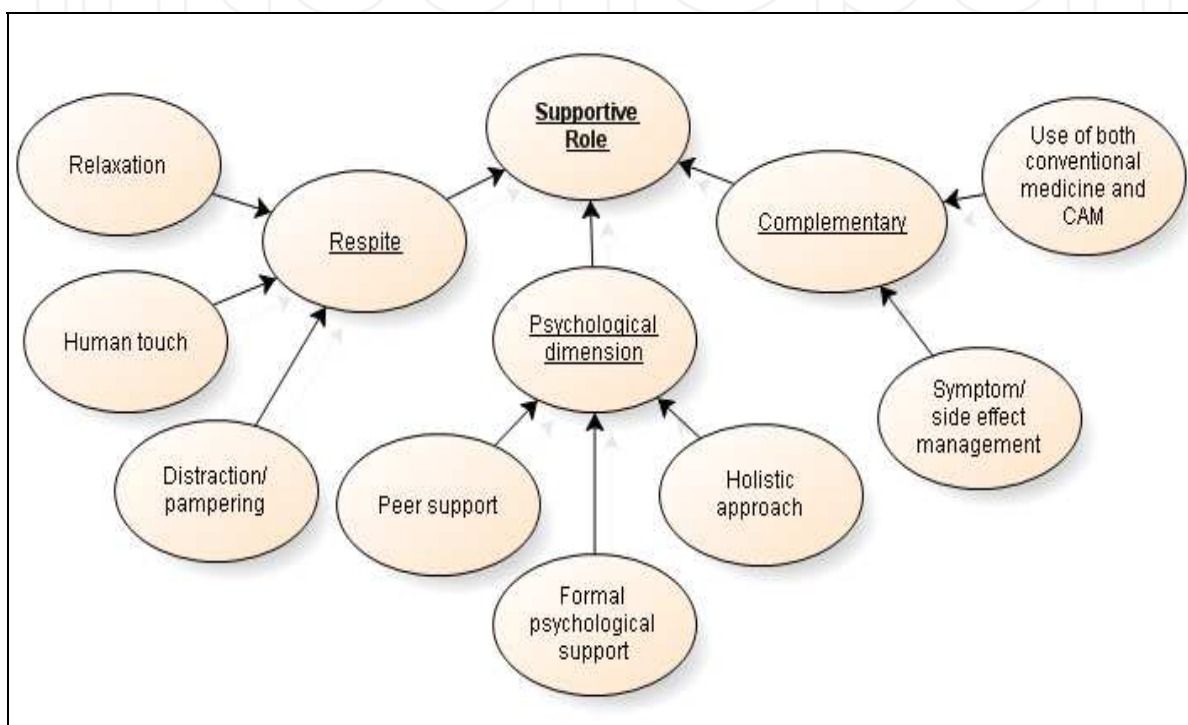 Supportive
Role
Relaxation
Respite
Human touch
Distraction/
pampering
Psychological
dimension
Peer support
Formal
psychological
support
Holistic
approach
Complementary
Use of both
conventional
medicine and
CAM
Symptom/
side effect
management